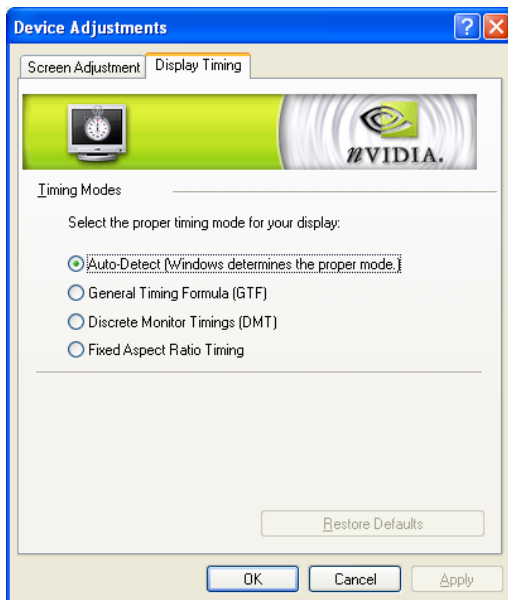 Device Adjustments
Screen Adjustment Display Timing
nVIDIA.
Timing Modes
Select the proper timing mode for your display:
Auto-Detect (Windows determines the proper mode.)
General Timing Formula (GTF)
Discrete Monitor Timings (DMT)
Fixed Aspect Ratio Timing
Restore Defaults
OK Cancel Apply